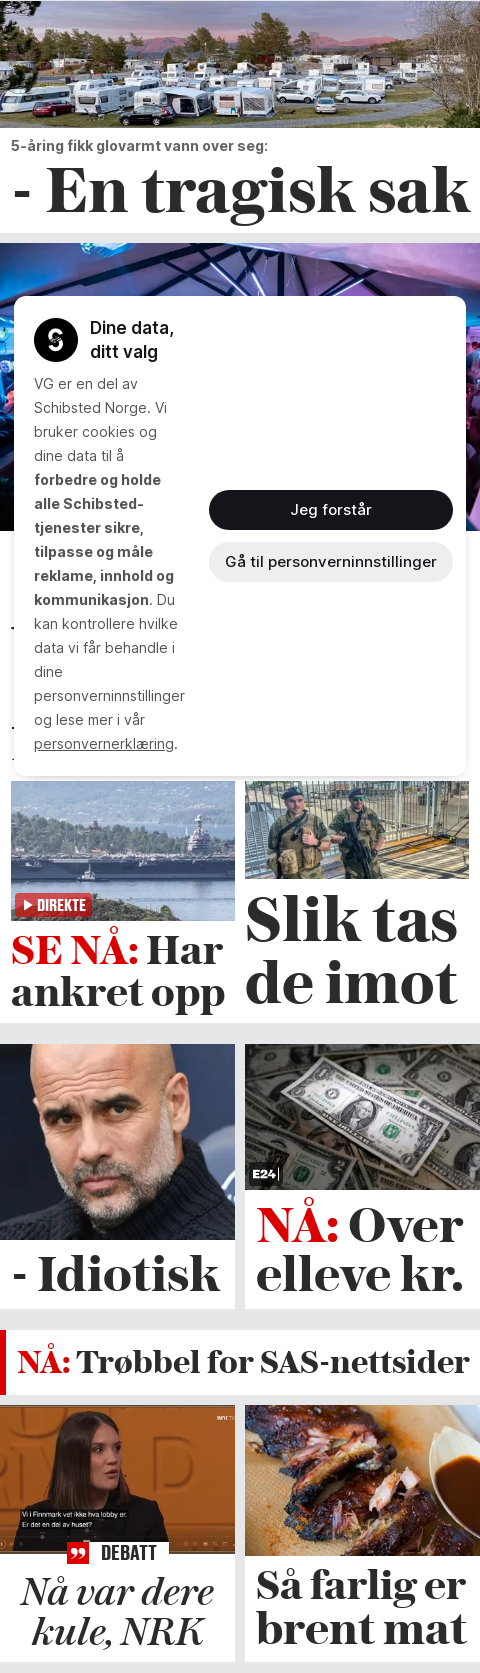 5-åring fikk glovarmt vann over seg:
- En tragisk sak
Dine data,
ditt valg
VG er en del av
Schibsted Norge. Vi
bruker cookies og
dine data til å
forbedre og holde
alle Schibsted-
tjenester sikre,
tilpasse og måle
reklame, innhold og
kommunikasjon. Du
kan kontrollere hvilke
data vi får behandle i
dine
personverninnstillinger
og lese mer i vår
personvernerklæring.
Jeg forstår
Gå til personverninnstillinger
DIREKTE
SE NÅ: Har
ankret opp
Slik tas
de imot
- Idiotisk
E24
NÅ: Over
elleve kr.
NÅ: Trøbbel for SAS-nettsider
NRK TV
Vi i Finnmark vet ikke hva lobby er.
Er det en del av huset?
DEBATT
Nå var dere
kule, NRK
Så farlig er
brent mat